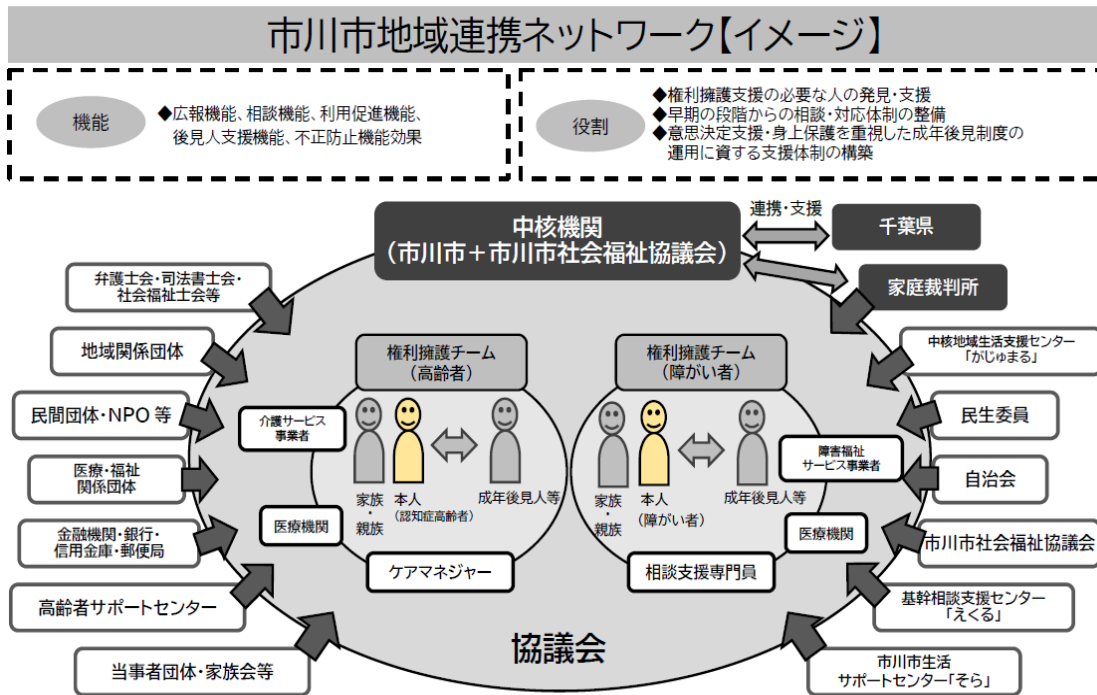 市川市地域連携ネットワーク【イメージ】
機能
◆広報機能、相談機能、利用促進機能、
後見人支援機能、不正防止機能効果
役割
◆権利擁護支援の必要な人の発見・支援
◆早期の段階からの相談・対応体制の整備
◆意思決定支援・身上保護を重視した成年後見制度の
運用に資する支援体制の構築
中核機関
（市川市＋市川市社会福祉協議会）
連携・支援
千葉県
家庭裁判所
弁護士会・司法書士会・
社会福祉士会等
地域関係団体
民間団体・NPO 等
医療・福祉
関係団体
金融機関・銀行・
信用金庫・郵便局
高齢者サポートセンター
当事者団体・家族会等
権利擁護チーム
（高齢者）
介護サービス
事業者
家族
・
親族
本人
（認知症高齢者）
成年後見人等
医療機関
ケアマネジャー
権利擁護チーム
（障がい者）
障害福祉
サービス事業者
家族
・
親族
本人
（障がい者）
成年後見人等
医療機関
相談支援専門員
協議会
中核地域生活支援センター
「がじゅまる」
民生委員
自治会
市川市社会福祉協議会
基幹相談支援センター
「えくる」
市川市生活
サポートセンター「そら」